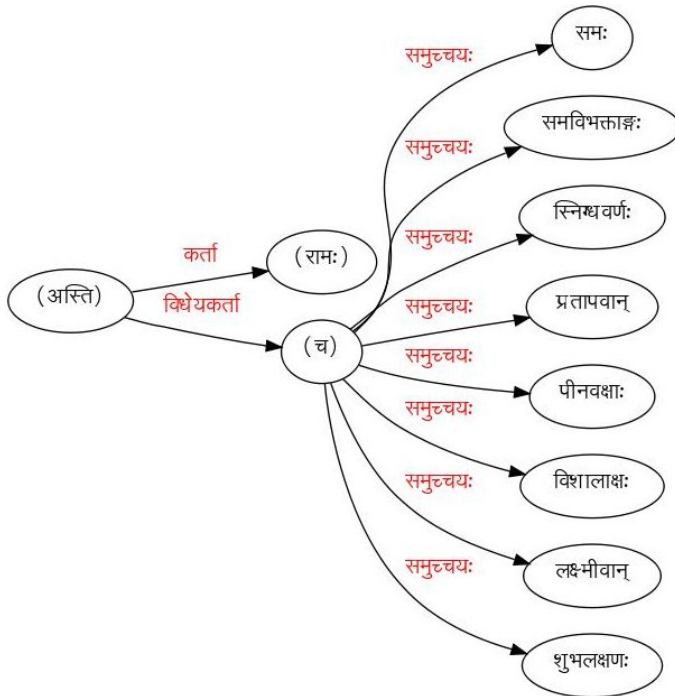 समः
समुच्चयः
समविभक्ताङ्गः
समुच्चयः
स्निग्धवर्णः
समुच्चयः
कर्ता
(रामः)
(अस्ति)
विधेयकर्ता
(च)
समुच्चयः
प्रतापवान्
समुच्चयः
पीनवक्षाः
समुच्चयः
विशालाक्षः
समुच्चयः
लक्ष्मीवान्
समुच्चयः
शुभलक्षणः